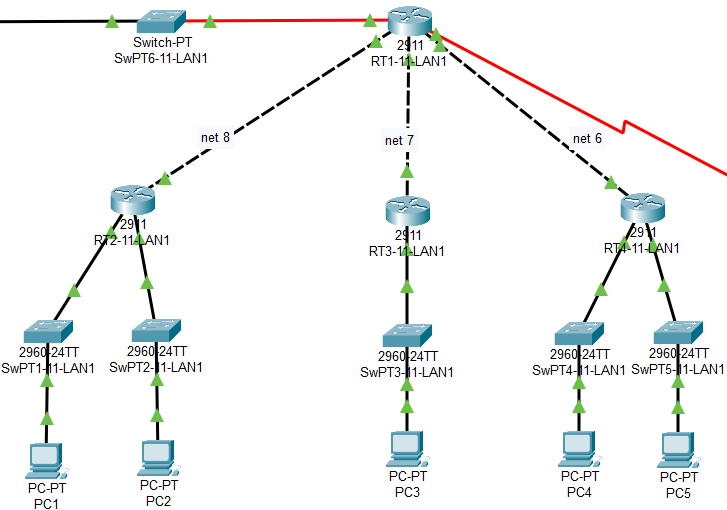 Switch-PT
SwPT6-11-LAN1
2911
RT1-11-LAN1
net 8
net 7
net 6
2911
RT2-11-LAN1
2911
RT3-11-LAN1
2911
RT4-11-LAN1
2960-24TT
SwPT1-11-LAN1
2960-24TT
SwPT2-11-LAN1
2960-24TT
SwPT3-11-LAN1
2960-24TT
SwPT4-11-LAN1
2960-24TT
SwPT5-11-LAN1
PC-PT
PC1
PC-PT
PC2
PC-PT
PC3
PC-PT
PC4
PC-PT
PC5